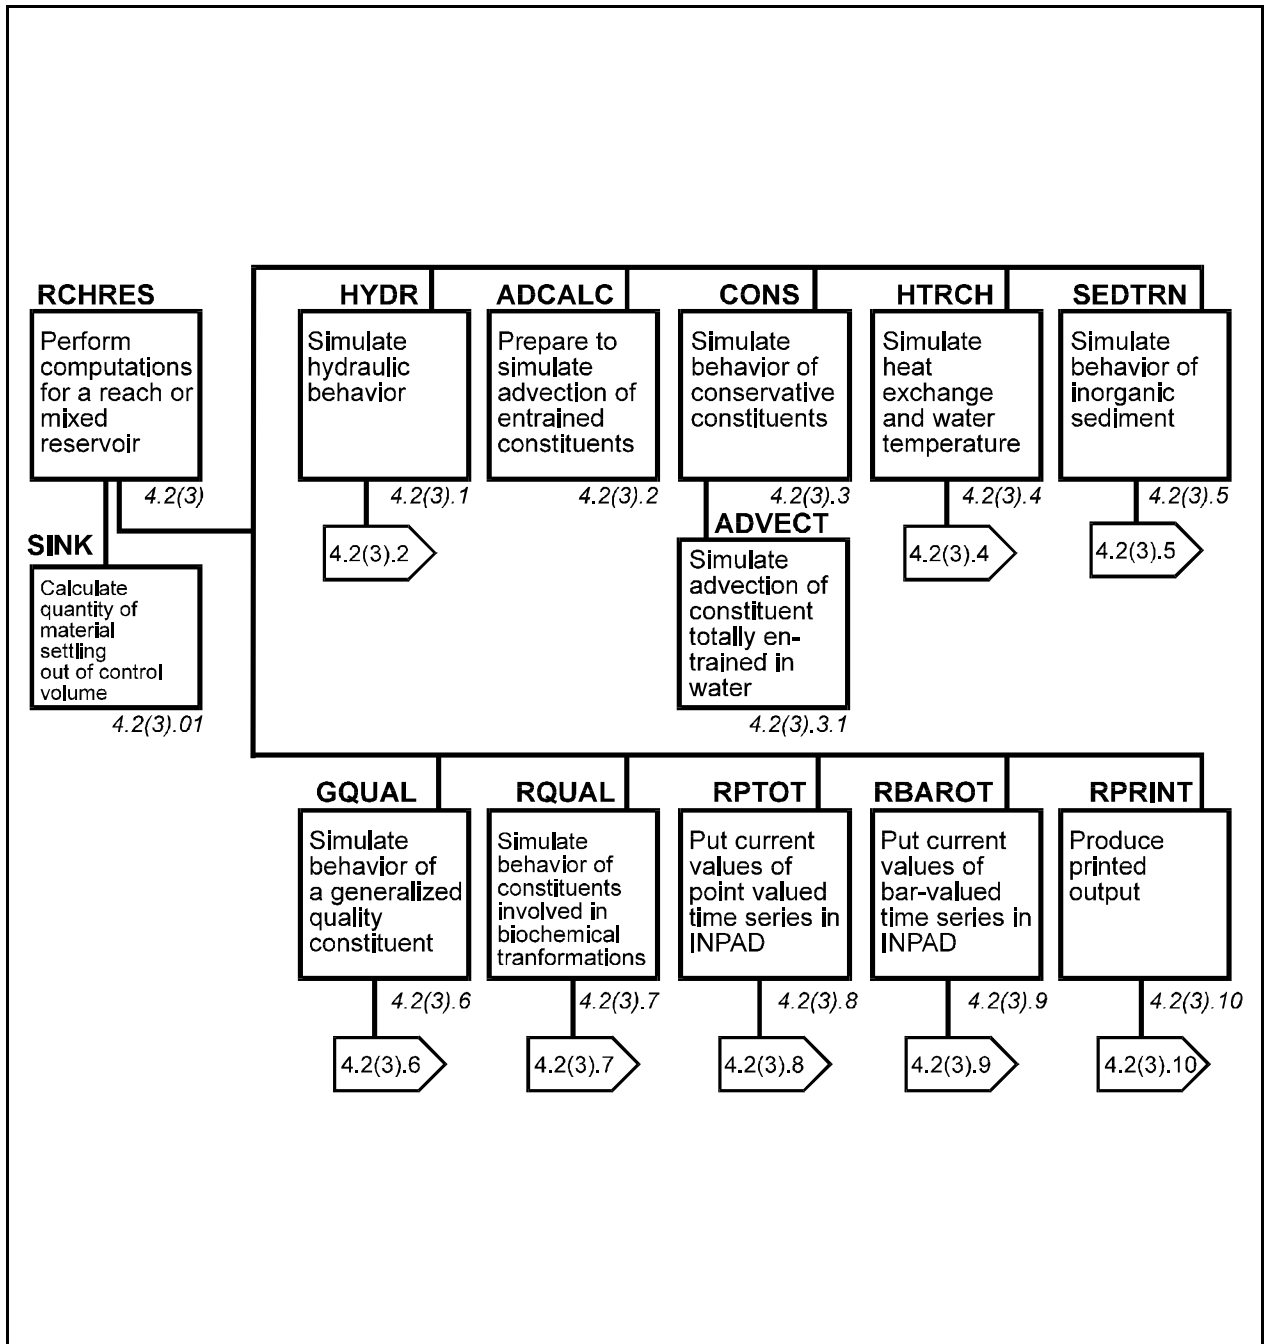 RCHRES
Perform
computations
for a reach or
mixed
reservoir
4.2(3)
SINK
Calculate
quantity of
material
settling
out of control
volume
4.2(3).01
HYDR
Simulate
hydraulic
behavior
4.2(3).1
4.2(3).2
ADCALC
Prepare to
simulate
advection of
entrained
constituents
4.2(3).2
CONS
Simulate
behavior of
conservative
constituents
4.2(3).3
ADVECT
Simulate
advection of
constituent
totally en-
trained in
water
4.2(3).3.1
HTRCH
Simulate
heat
exchange
and water
temperature
4.2(3).4
4.2(3).4
SEDTRN
Simulate
behavior of
inorganic
sediment
4.2(3).5
4.2(3).5
GQUAL
Simulate
behavior of
a generalized
quality
constituent
4.2(3).6
4.2(3).6
RQUAL
Simulate
behavior of
constituents
involved in
biochemical
tranformations
4.2(3).7
4.2(3).7
RPTOT
Put current
values of
point valued
time series in
INPAD
4.2(3).8
4.2(3).8
RBAROT
Put current
values of
bar-valued
time series in
INPAD
4.2(3).9
4.2(3).9
RPRINT
Produce
printed
output
4.2(3).10
4.2(3).10